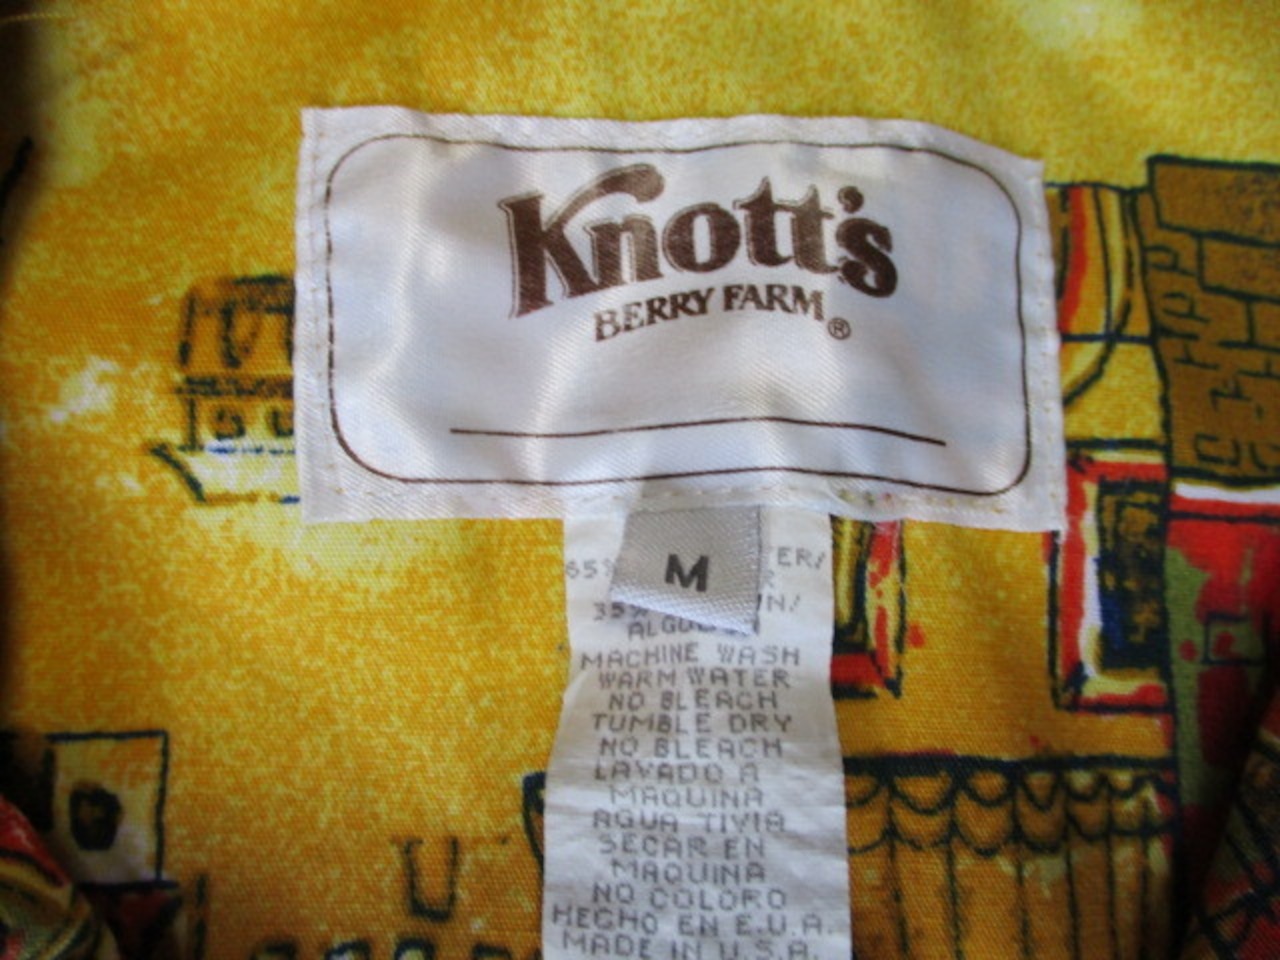 Knott's
BERRY FARM®
M
MACHINE WASH
WARM WATER
NO BLEACH
TUMBLE DRY
NO BLEACH
LAVADO A
MAQUINA
AGUA TIVIA
SECAR EN
MAQUINA
NO COLORO
HECHO EN E.U.A.
MADE IN U.S.A.